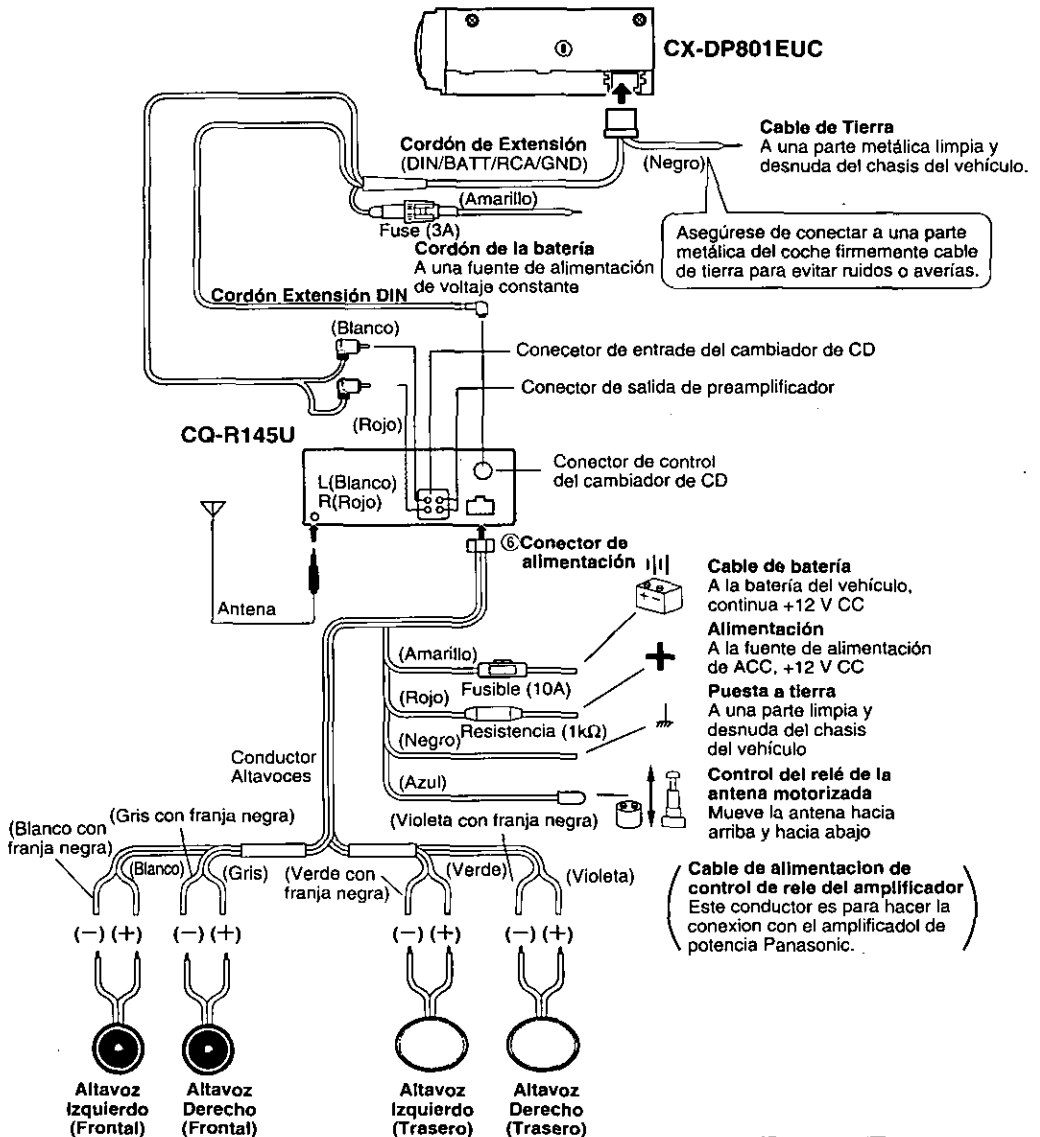 CX-DP801EUC
Cordón de Extensión
(DIN/BATT/RCA/GND)
(Negro)
Cable de Tierra
A una parte metálica limpia y
desnuda del chasis del vehículo.
(Amarillo)
Fuse (3A)
Asegúrese de conectar a una parte
metálica del coche firmemente cable
de tierra para evitar ruidos o averías.
Cordón de la batería
A una fuente de alimentación
de voltaje constante
Cordón Extensión DIN
(Blanco)
Conecetor de entrade del cambiador de CD
Conector de salida de preamplificador
(Rojo)
CQ-R145U
L(Blanco)
R(Rojo)
Conector de control
del cambiador de CD
⑥Conector de
alimentación
Antena
Cable de batería
A la batería del vehículo,
continua +12 V CC
(Amarillo)
Fusible (10A)
Alimentación
A la fuente de alimentación
de ACC, +12 V CC
(Rojo)
Resistencia (1kΩ)
Puesta a tierra
A una parte limpia y
desnuda del chasis
del vehículo
(Negro)
Conductor
Altavoces
(Azul)
Control del relé de la
antena motorizada
Mueve la antena hacia
arriba y hacia abajo
(Blanco con
franja negra)
(Gris con franja negra)
(Blanco)
(Gris)
(Verde con
franja negra)
(Violeta con franja negra)
(Verde)
(Violeta)
Cable de alimentacion de
control de rele del amplificador
Este conductor es para hacer la
conexion con el amplificadol de
potencia Panasonic.
(−) (+) (−) (+) (−) (+) (−) (+)
Altavoz
Izquierdo
(Frontal)
Altavoz
Derecho
(Frontal)
Altavoz
Izquierdo
(Trasero)
Altavoz
Derecho
(Trasero)